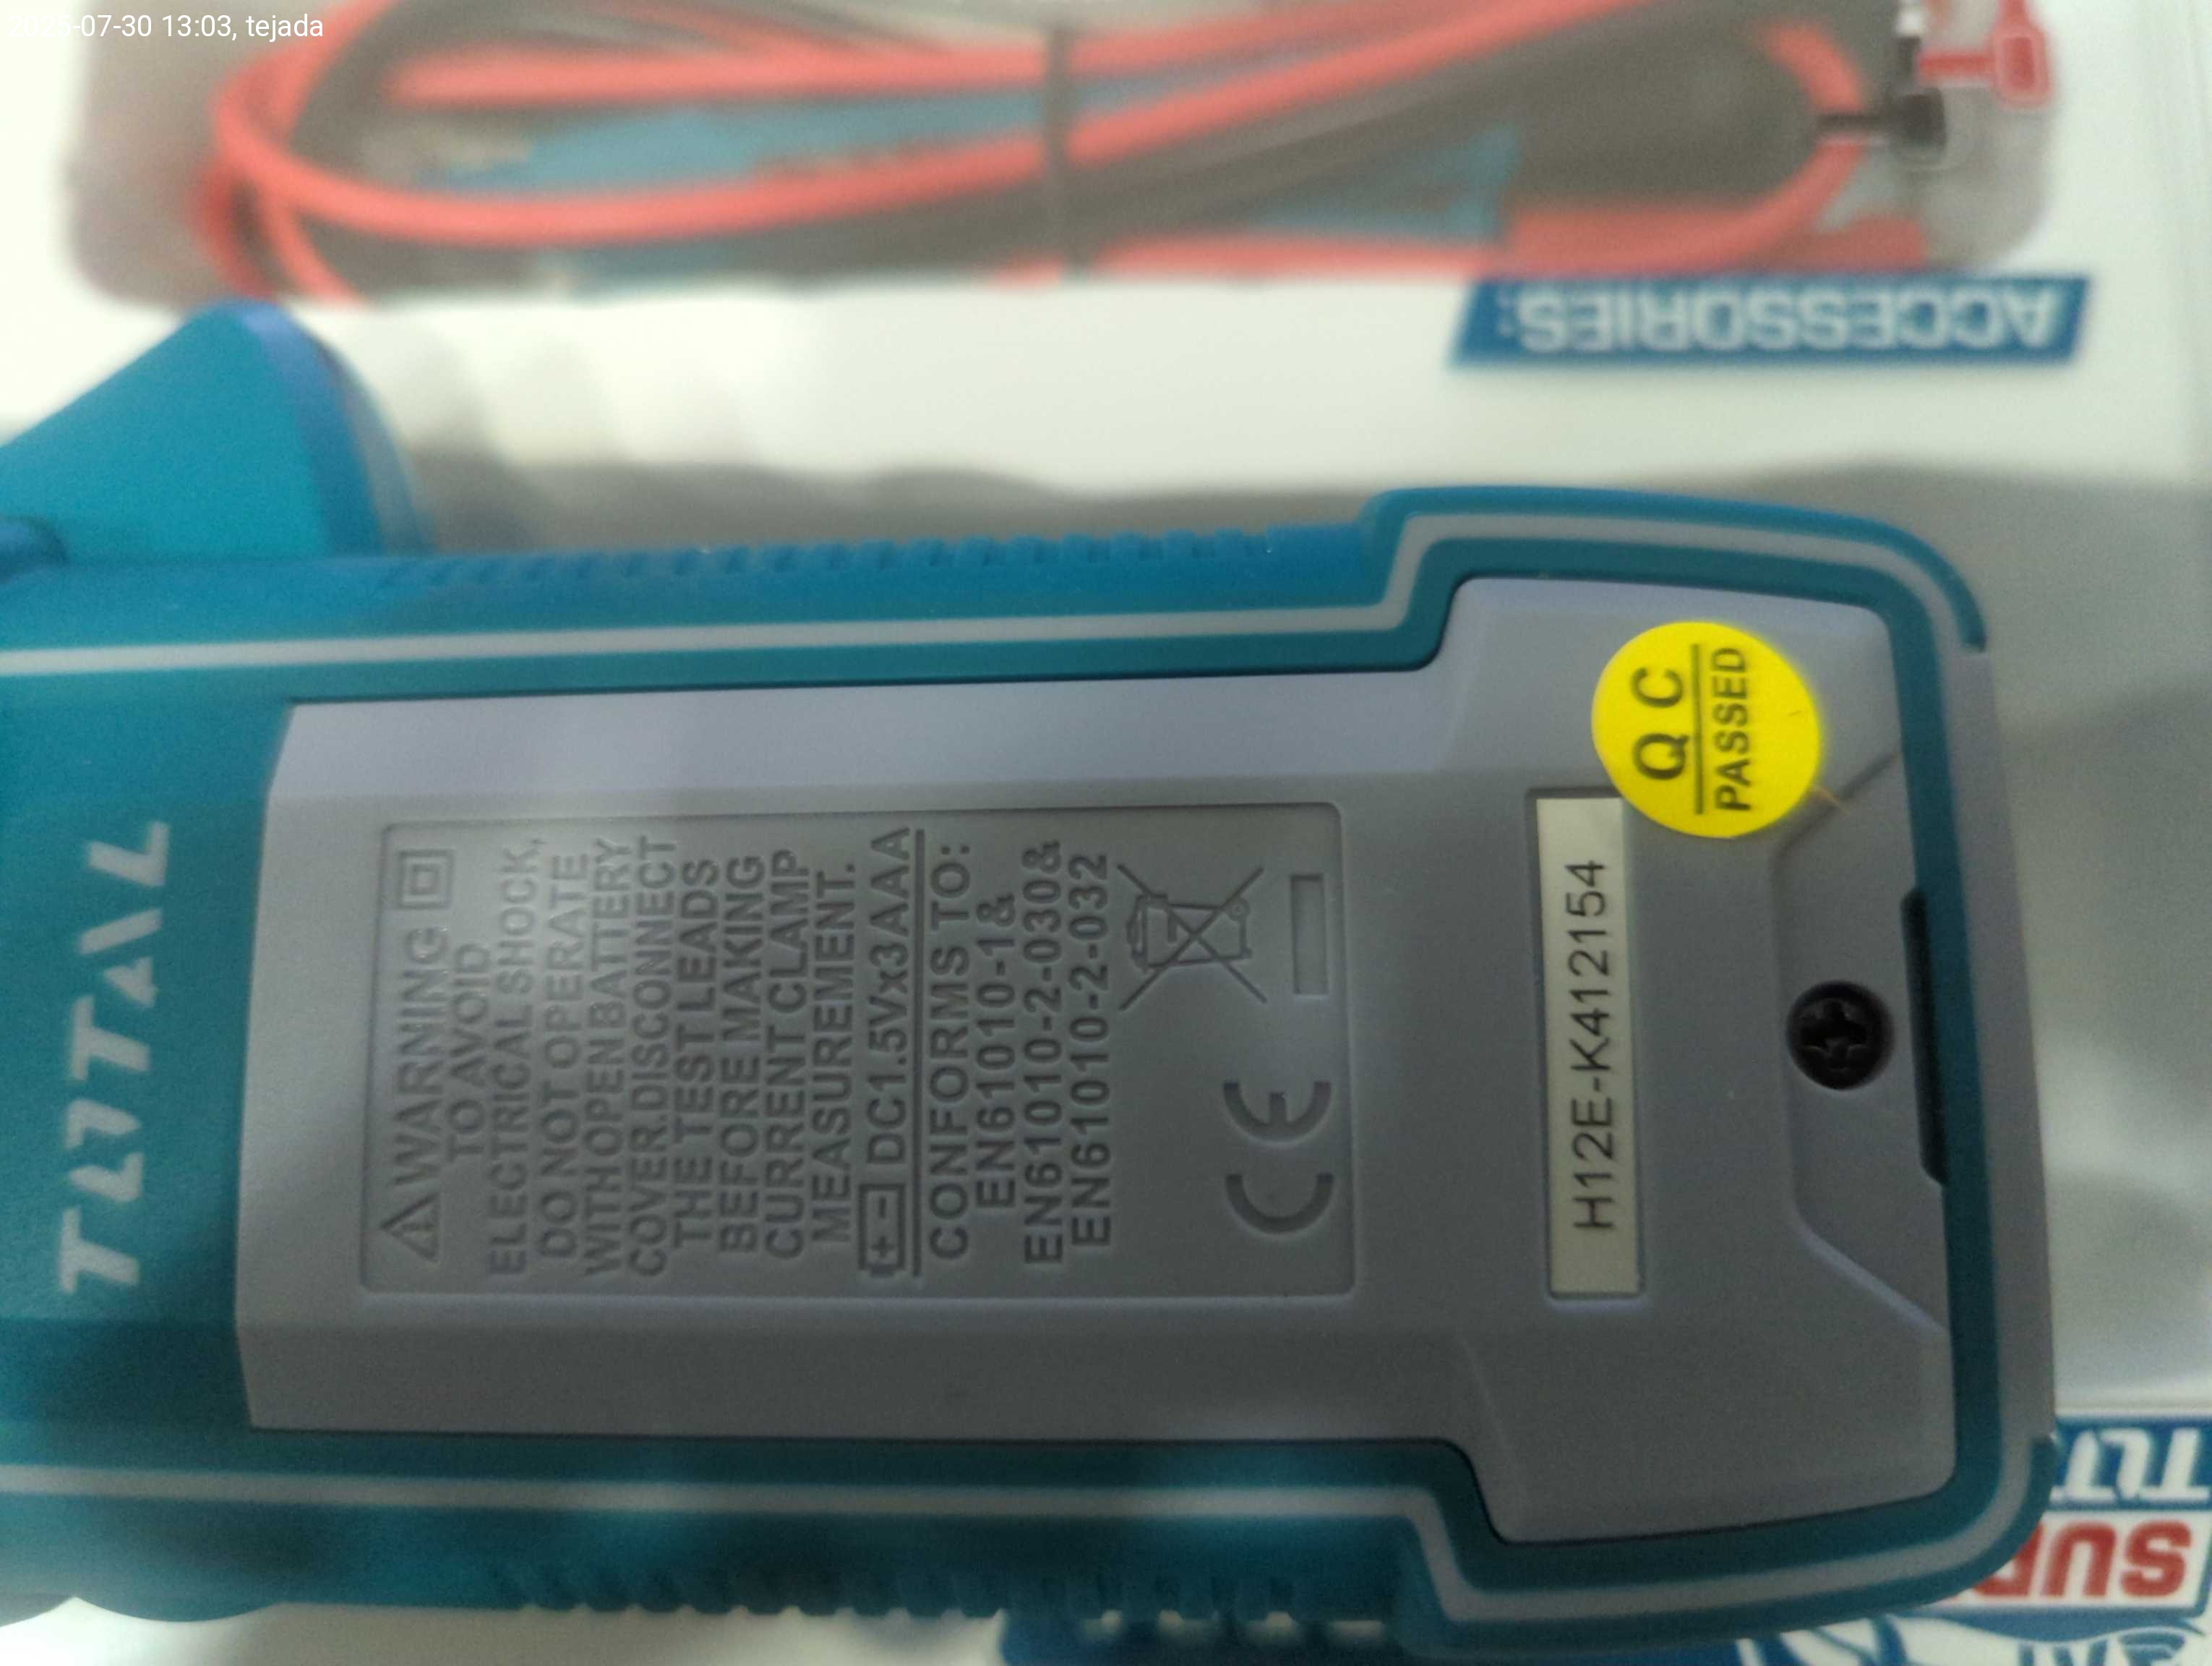 2025-07-30 13:03, tejada
ACCESSORIES:
TOTAL
WARNING
TO AVOID
ELECTRICAL SHOCK,
DO NOT OPERATE
WITH OPEN BATTERY
COVER.DISCONNECT
THE TEST LEADS
BEFORE MAKING
CURRENT CLAMP
MEASUREMENT.
+ - DC1.5Vx3AAA
CONFORMS TO:
EN61010-1&
EN61010-2-030&
EN61010-2-032
CE
H12E-K412154
Q C
PASSED